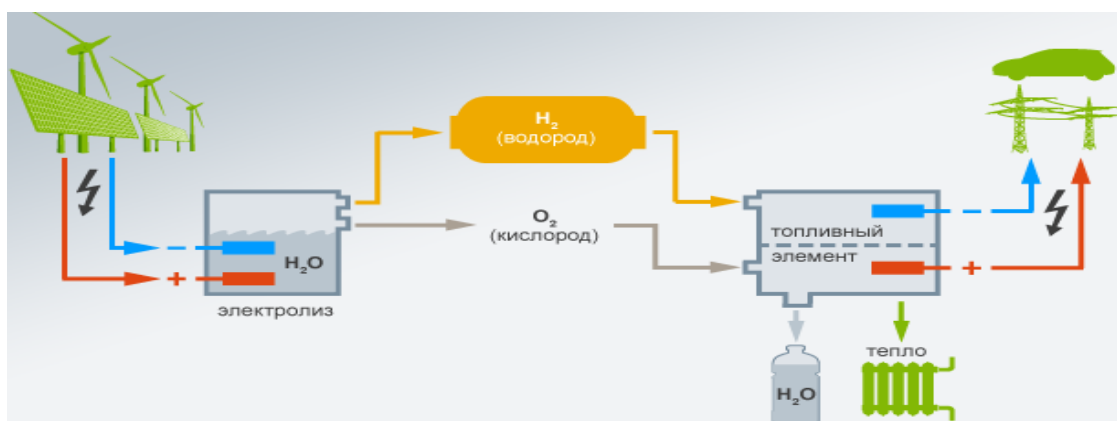 H₂
(водород)
O₂
(кислород)
−
+
H₂O
электролиз
топливный
элемент
−
+
тепло
H₂O